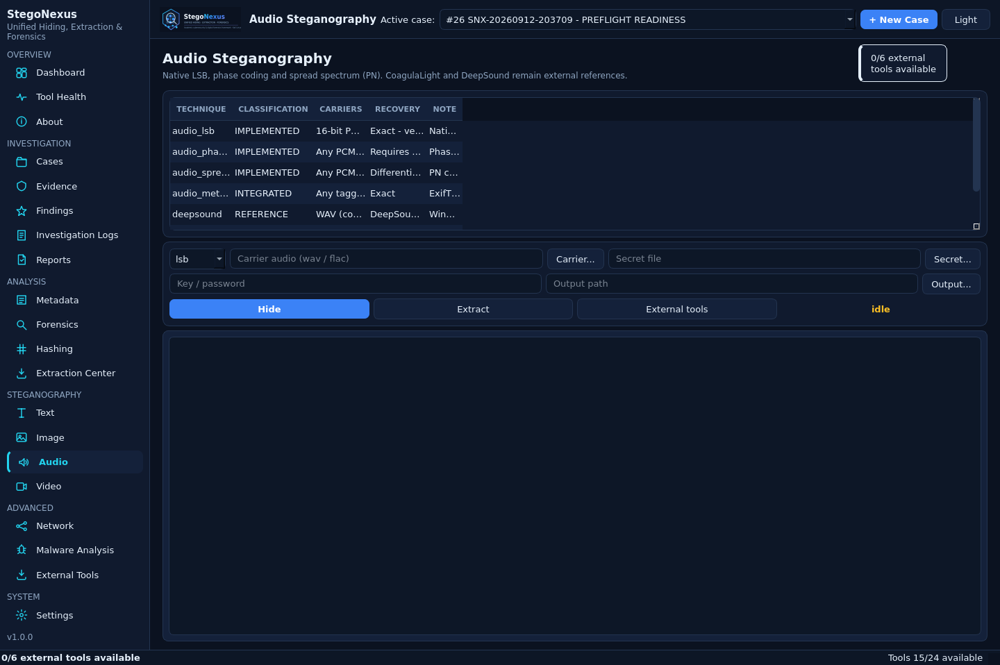 StegoNexus
Unified Hiding, Extraction &
Forensics
OVERVIEW
Dashboard
Tool Health
About
INVESTIGATION
Cases
Evidence
Findings
Investigation Logs
Reports
ANALYSIS
Metadata
Forensics
Hashing
Extraction Center
STEGANOGRAPHY
Text
Image
Audio
Video
ADVANCED
Network
Malware Analysis
External Tools
SYSTEM
Settings
v1.0.0
StegoNexus
Audio Steganography Active case: #26 SNX-20260912-203709 - PREFLIGHT READINESS + New Case Light
Audio Steganography
Native LSB, phase coding and spread spectrum (PN). CoagulaLight and DeepSound remain external references.
0/6 external
tools available
TECHNIQUE CLASSIFICATION CARRIERS RECOVERY NOTE
audio_lsb IMPLEMENTED 16-bit P... Exact - ve... Nati...
audio_pha... IMPLEMENTED Any PCM... Requires ... Phas...
audio_spre... IMPLEMENTED Any PCM... Differenti... PN c...
audio_met... INTEGRATED Any tagg... Exact ExifT...
deepsound REFERENCE WAV (co... DeepSou... Win...
lsb Carrier audio (wav / flac) Carrier... Secret file Secret...
Key / password Output path Output...
Hide Extract External tools idle
0/6 external tools available Tools 15/24 available